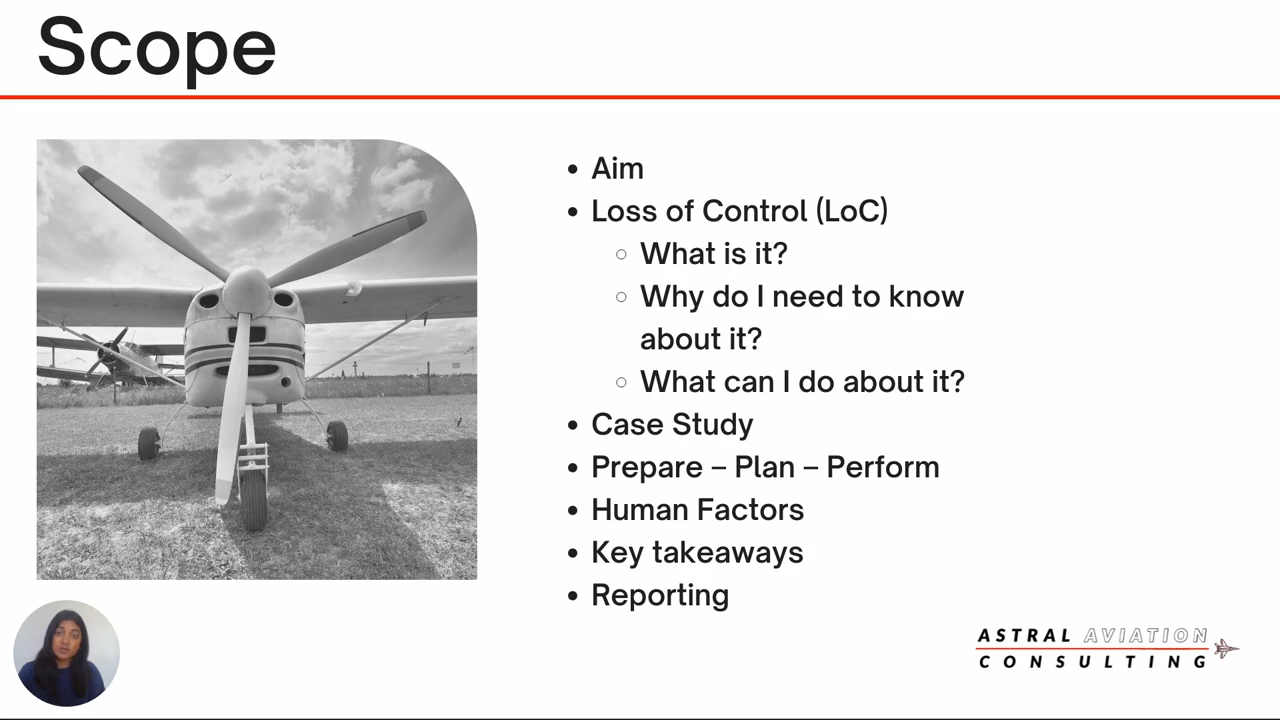 Scope
Aim
Loss of Control (LoC)
What is it?
Why do I need to know
about it?
What can I do about it?
Case Study
Prepare – Plan – Perform
Human Factors
Key takeaways
Reporting
ASTRAL AVIATION
CONSULTING